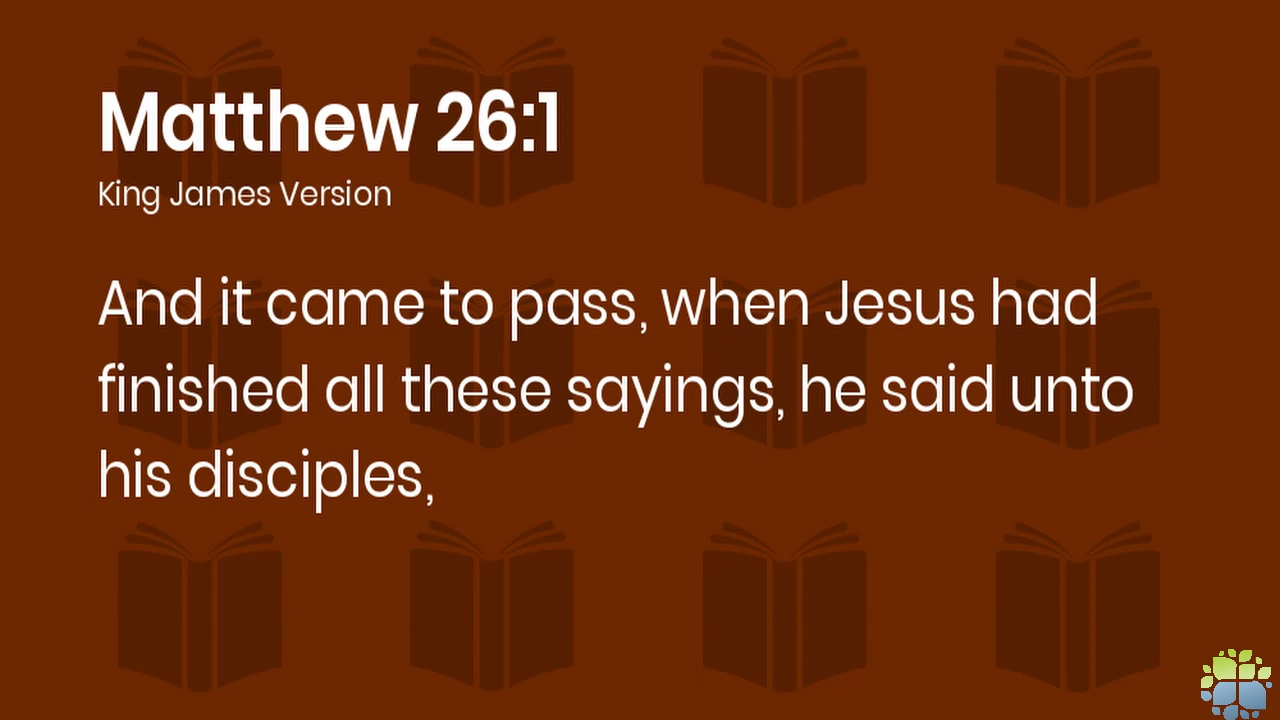 Matthew 26:1
King James Version
And it came to pass, when Jesus had
finished all these sayings, he said unto
his disciples,